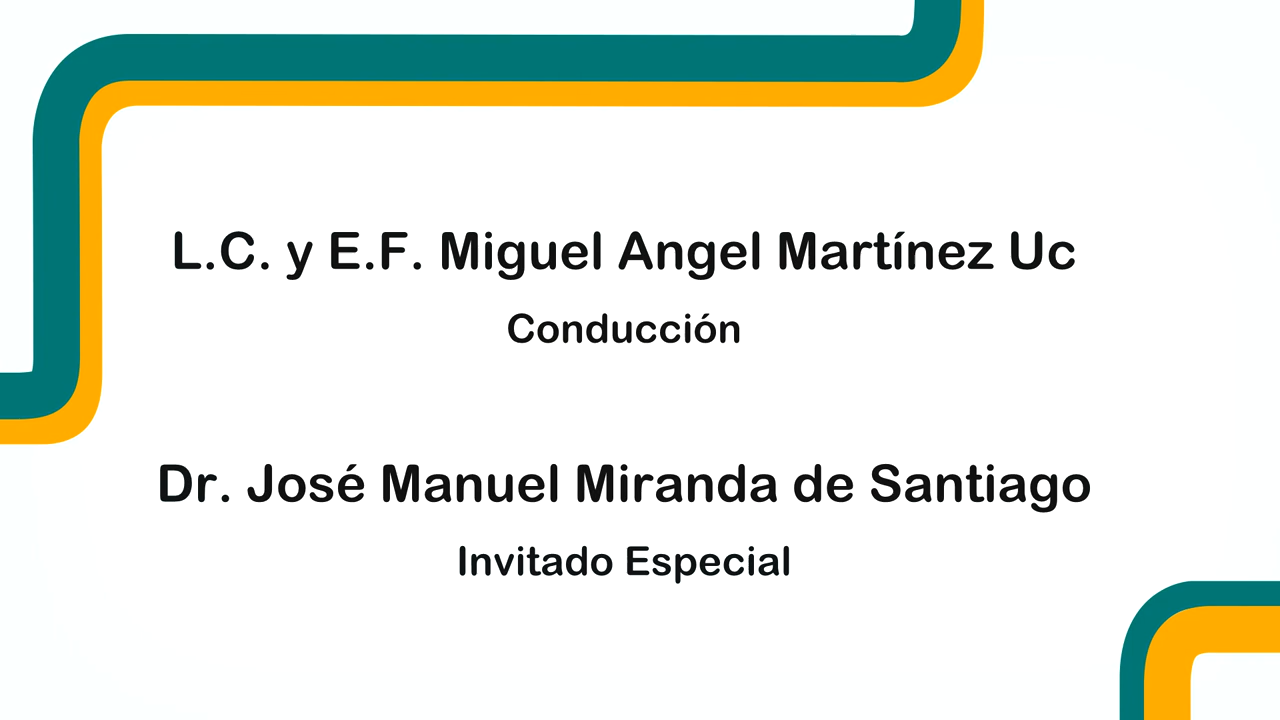 L.C. y E.F. Miguel Angel Martínez Uc
Conducción
Dr. José Manuel Miranda de Santiago
Invitado Especial